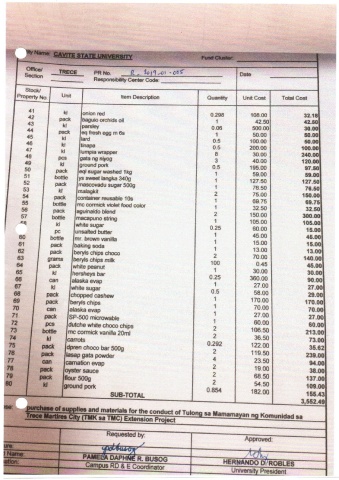 ty Name: CAVITE STATE UNIVERSITY Fund Cluster:
Office/ Section TRECE PR No. R. 2019-01-055 Date
Responsibility Center Code:
Stock/ Property No. Unit Item Description Quantity Unit Cost Total Cost
41 kl onion red 0.298 108.00 32.18
42 pack baguio orchids oil 1 42.50 42.50
43 kl parsley 0.06 500.00 30.00
44 pack eq fresh egg m 6s 1 38.00
45 kl lard 0.5 100.00 50.00
46 kl tinapa 0.5 200.00 100.00
47 kl lumpia wrapper 8 30.00 240.00
48 pcs gata ng niyog 3 40.00 120.00
49 kl ground pork 0.5 195.00 97.50
50 pack eql sugar washed 1kg 1 59.00 59.00
51 bottle ys sweet langka 340g 1 127.50 127.50
52 pack mascovado sugar 500g 1 76.50 76.50
53 kl malagkit 2 75.00 150.00
54 pack container reusable 10s 1 69.75 69.75
55 bottle mc cormick violet food color 1 32.50 32.50
56 pack aguinaldo blend 2 150.00 300.00
57 bottle macapuno string 1 105.00 105.00
kl white sugar 0.25 60.00 15.00
pc unsalted butter 1 45.00 45.00
60 bottle mr. brown vanilla 1 15.00 15.00
61 pack baking soda 1 13.00 13.00
62 pack beryls chips choco 2 70.00 140.00
63 grams beryls chips milk 100 0.45 45.00
64 pack white peanut 1 30.00 30.00
65 kl hersheys bar 0.25 360.00 90.00
66 can alaska evap 1 27.00 27.00
67 kl white sugar 0.5 58.00 29.00
68 pack chopped cashew 1 170.00 170.00
69 pack beryls chips 1 70.00 70.00
70 can alaska evap 1 27.00 27.00
71 pack SP-500 microwable 1 60.00 60.00
72 pcs dutche white choco chips 2 106.50 213.00
73 bottle mc cormick vanilla 20ml 2 36.50 73.00
74 kl carrots 0.292 122.00 35.62
75 pack dpren choco bar 500g 2 119.50 239.00
76 pack lasap gata powder 4 23.50 94.00
77 can carnation evap 2 19.00 38.00
78 pack oyster sauce 2 68.50 137.00
79 pack flour 500g 2 54.50 109.00
80 kl ground pork 0.854 182.00 155.43
SUB-TOTAL 3,552.49
purchase of supplies and materials for the conduct of Tulong sa Mamamayan ng Komunidad sa
Trece Martires City (TMK sa TMC) Extension Project
Requested by: Approved:
PAMELA DAPHNE R. BUSOG HERNANDO D. ROBLES
Campus RD & E Coordinator University President